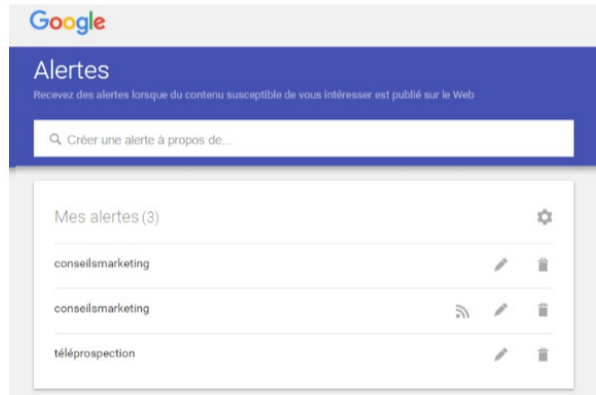 Google
Alertes
Recevez des alertes lorsque du contenu susceptible de vous intéresser est publié sur le Web
Créer une alerte à propos de...
Mes alertes (3)
conseilsmarketing
conseilsmarketing
téléprospection